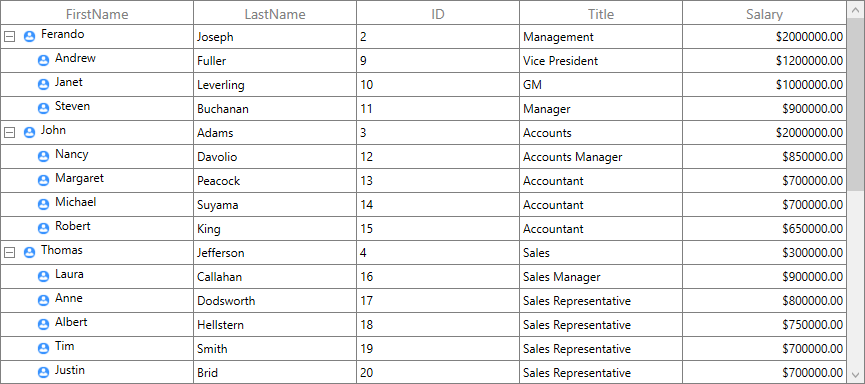 FirstName LastName ID Title Salary
Ferando Joseph 2 Management $2000000.00
Andrew Fuller 9 Vice President $1200000.00
Janet Leverling 10 GM $1000000.00
Steven Buchanan 11 Manager $900000.00
John Adams 3 Accounts $2000000.00
Nancy Davolio 12 Accounts Manager $850000.00
Margaret Peacock 13 Accountant $700000.00
Michael Suyama 14 Accountant $700000.00
Robert King 15 Accountant $650000.00
Thomas Jefferson 4 Sales $300000.00
Laura Callahan 16 Sales Manager $900000.00
Anne Dodsworth 17 Sales Representative $800000.00
Albert Hellstern 18 Sales Representative $750000.00
Tim Smith 19 Sales Representative $700000.00
Justin Brid 20 Sales Representative $700000.00